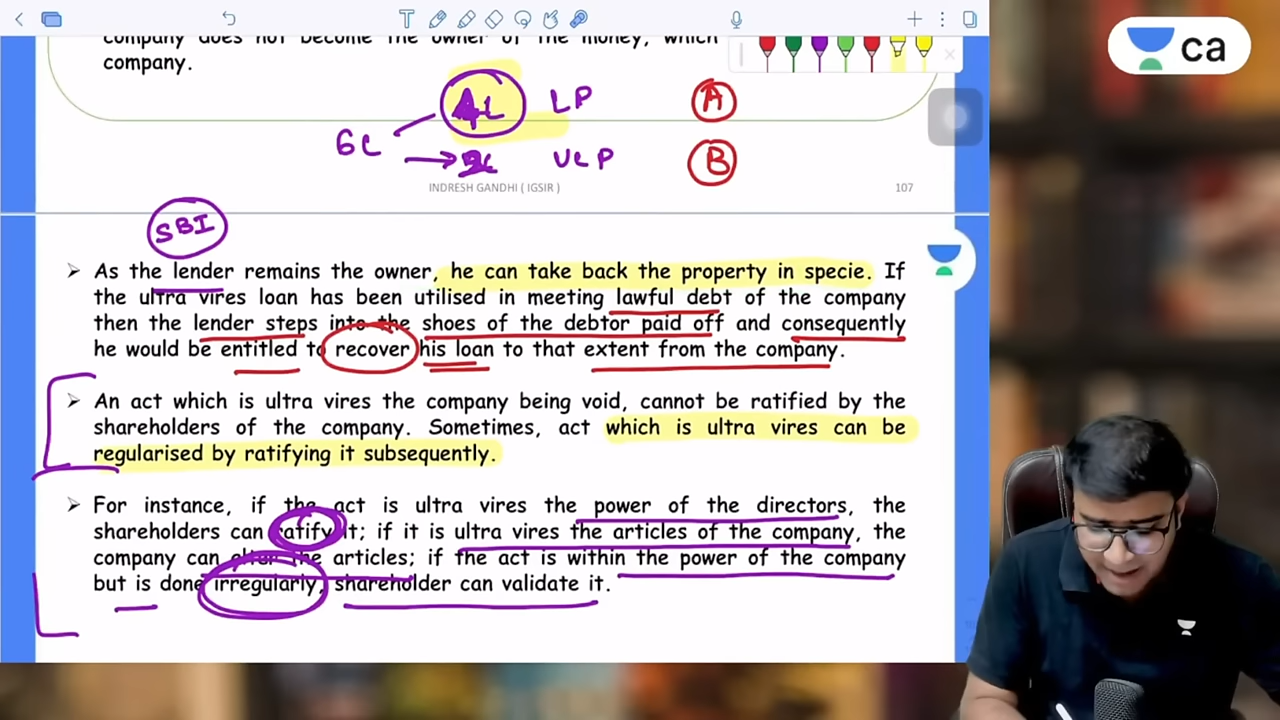 company does not become the owner of the money, which
company.
ca
4L LP A
6L
2L ULP B
INDRESH GANDHI ( IGSIR ) 107
SBI
➤ As the lender remains the owner, he can take back the property in specie. If
the ultra vires loan has been utilised in meeting lawful debt of the company
then the lender steps into the shoes of the debtor paid off and consequently
he would be entitled to recover his loan to that extent from the company.
➤ An act which is ultra vires the company being void, cannot be ratified by the
shareholders of the company. Sometimes, act which is ultra vires can be
regularised by ratifying it subsequently.
➤ For instance, if the act is ultra vires the power of the directors, the
shareholders can ratify it; if it is ultra vires the articles of the company, the
company can alter the articles; if the act is within the power of the company
but is done irregularly, shareholder can validate it.